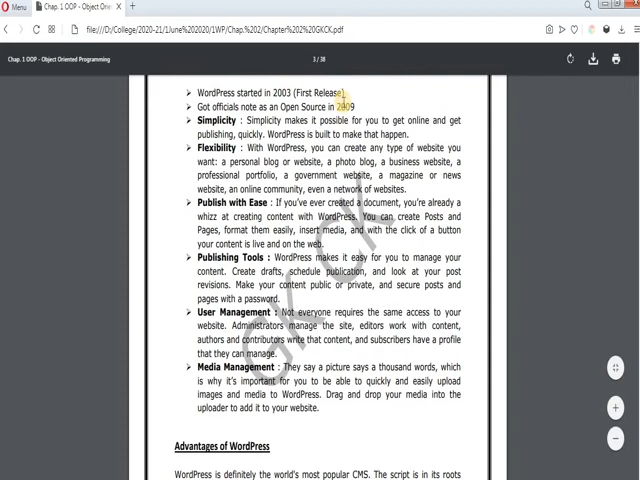 Menu
Chap. 1 OOP - Object Orient
file:///D:/College/2020-21/1June%202020/1WP/Chap.%202/Chapter%202%20GKCK.pdf
Chap. 1 OOP - Object Oriented Programming
3 / 38
➢ WordPress started in 2003 (First Release)
➢ Got officials note as an Open Source in 2009
➢ Simplicity : Simplicity makes it possible for you to get online and get
publishing, quickly. WordPress is built to make that happen.
➢ Flexibility : With WordPress, you can create any type of website you
want: a personal blog or website, a photo blog, a business website, a
professional portfolio, a government website, a magazine or news
website, an online community, even a network of websites.
➢ Publish with Ease : If you've ever created a document, you're already a
whizz at creating content with WordPress. You can create Posts and
Pages, format them easily, insert media, and with the click of a button
your content is live and on the web.
➢ Publishing Tools : WordPress makes it easy for you to manage your
content. Create drafts, schedule publication, and look at your post
revisions. Make your content public or private, and secure posts and
pages with a password.
➢ User Management : Not everyone requires the same access to your
website. Administrators manage the site, editors work with content,
authors and contributors write that content, and subscribers have a profile
that they can manage.
➢ Media Management : They say a picture says a thousand words, which
is why it's important for you to be able to quickly and easily upload
images and media to WordPress. Drag and drop your media into the
uploader to add it to your website.
GK CK
Advantages of WordPress
WordPress is definitely the world's most popular CMS. The script is in its roots